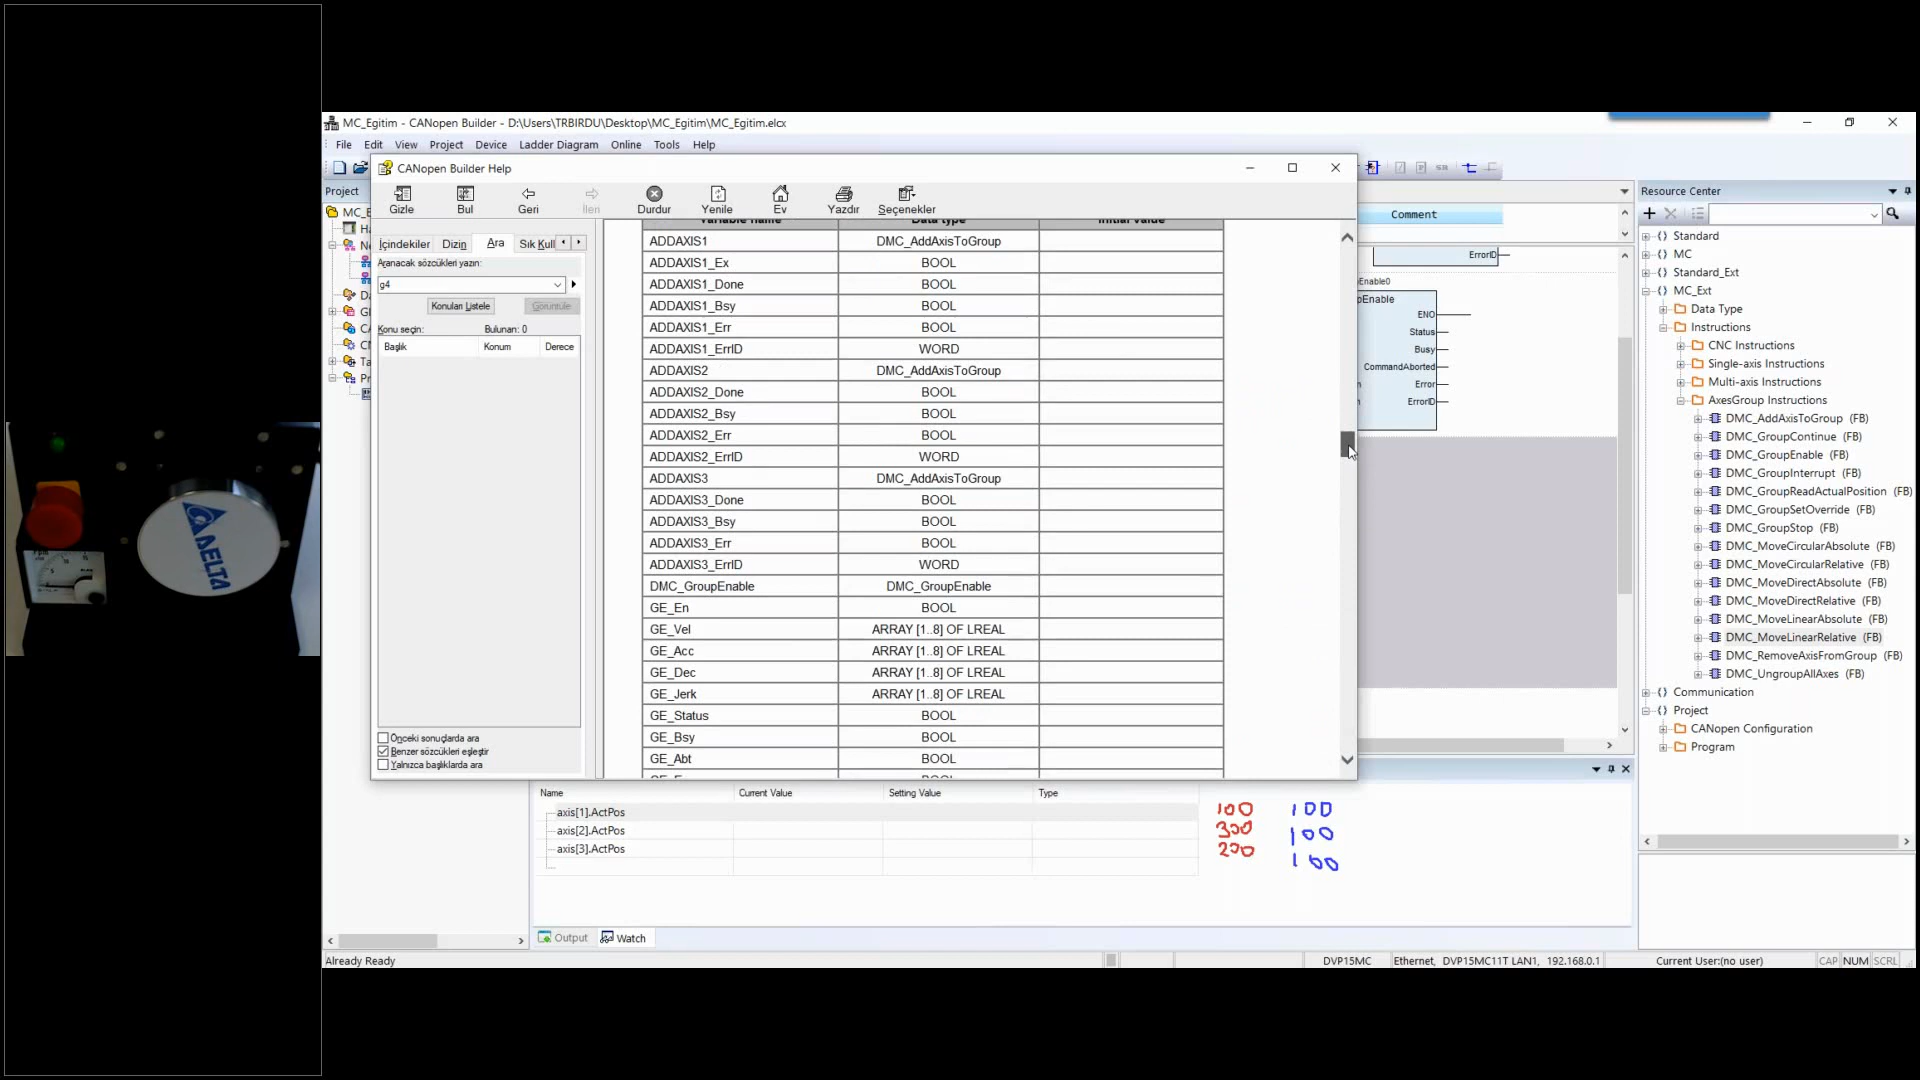 MC_Egitim - CANopen Builder - D:\Users\TRBIRDU\Desktop\MC_Egitim\MC_Egitim.elcx
File Edit View Project Device Ladder Diagram Online Tools Help
CANopen Builder Help
Gizle Bul Geri İleri Durdur Yenile Ev Yazdır Seçenekler
Project
İçindekiler Dizin Ara Sık Kull
Aranacak sözcükleri yazın:
g4
Konuları Listele Görüntüle
Konu seçin: Bulunan: 0
Başlık Konum Derece
Önceki sonuçlarda ara
Benzer sözcükleri eşleştir
Yalnızca başlıklarda ara
Variable name Data type Initial value
ADDAXIS1 DMC_AddAxisToGroup
ADDAXIS1_Ex BOOL
ADDAXIS1_Done BOOL
ADDAXIS1_Bsy BOOL
ADDAXIS1_Err BOOL
ADDAXIS1_ErrID WORD
ADDAXIS2 DMC_AddAxisToGroup
ADDAXIS2_Done BOOL
ADDAXIS2_Bsy BOOL
ADDAXIS2_Err BOOL
ADDAXIS2_ErrID WORD
ADDAXIS3 DMC_AddAxisToGroup
ADDAXIS3_Done BOOL
ADDAXIS3_Bsy BOOL
ADDAXIS3_Err BOOL
ADDAXIS3_ErrID WORD
DMC_GroupEnable DMC_GroupEnable
GE_En BOOL
GE_Vel ARRAY [1..8] OF LREAL
GE_Acc ARRAY [1..8] OF LREAL
GE_Dec ARRAY [1..8] OF LREAL
GE_Jerk ARRAY [1..8] OF LREAL
GE_Status BOOL
GE_Bsy BOOL
GE_Abt BOOL
Comment
ErrorID
Enable0
pEnable
ENO
Status
Busy
CommandAborted
Error
ErrorID
Resource Center
Standard
MC
Standard_Ext
MC_Ext
Data Type
Instructions
CNC Instructions
Single-axis Instructions
Multi-axis Instructions
AxesGroup Instructions
DMC_AddAxisToGroup (FB)
DMC_GroupContinue (FB)
DMC_GroupEnable (FB)
DMC_GroupInterrupt (FB)
DMC_GroupReadActualPosition (FB)
DMC_GroupSetOverride (FB)
DMC_GroupStop (FB)
DMC_MoveCircularAbsolute (FB)
DMC_MoveCircularRelative (FB)
DMC_MoveDirectAbsolute (FB)
DMC_MoveDirectRelative (FB)
DMC_MoveLinearAbsolute (FB)
DMC_MoveLinearRelative (FB)
DMC_RemoveAxisFromGroup (FB)
DMC_UngroupAllAxes (FB)
Communication
Project
CANopen Configuration
Program
Name Current Value Setting Value Type
axis[1].ActPos
axis[2].ActPos
axis[3].ActPos
100 100
300 100
200 100
Output Watch
Already Ready DVP15MC Ethernet, DVP15MC11T LAN1, 192.168.0.1 Current User:(no user) CAP NUM SCRL
DELTA